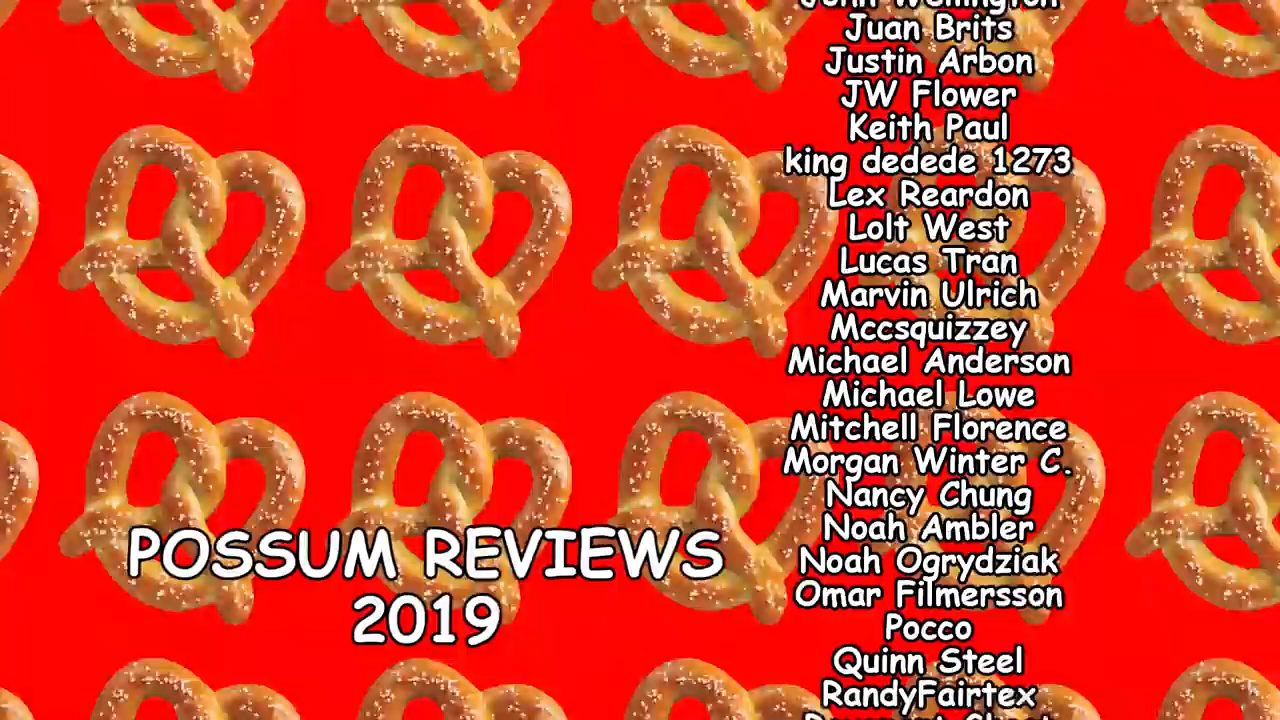 John Wellington
Juan Brits
Justin Arbon
JW Flower
Keith Paul
king dedede 1273
Lex Reardon
Lolt West
Lucas Tran
Marvin Ulrich
Mccsquizzey
Michael Anderson
Michael Lowe
Mitchell Florence
Morgan Winter C.
Nancy Chung
Noah Ambler
Noah Ogrydziak
Omar Filmersson
Pocco
Quinn Steel
RandyFairtex
POSSUM REVIEWS
2019